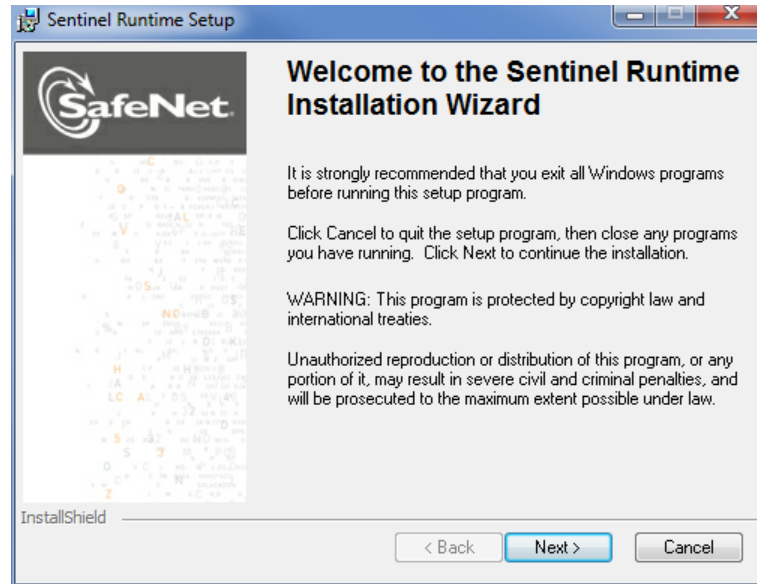 Sentinel Runtime Setup
SafeNet.
Welcome to the Sentinel Runtime
Installation Wizard
It is strongly recommended that you exit all Windows programs
before running this setup program.
Click Cancel to quit the setup program, then close any programs
you have running. Click Next to continue the installation.
WARNING: This program is protected by copyright law and
international treaties.
Unauthorized reproduction or distribution of this program, or any
portion of it, may result in severe civil and criminal penalties, and
will be prosecuted to the maximum extent possible under law.
InstallShield
< Back
Next >
Cancel